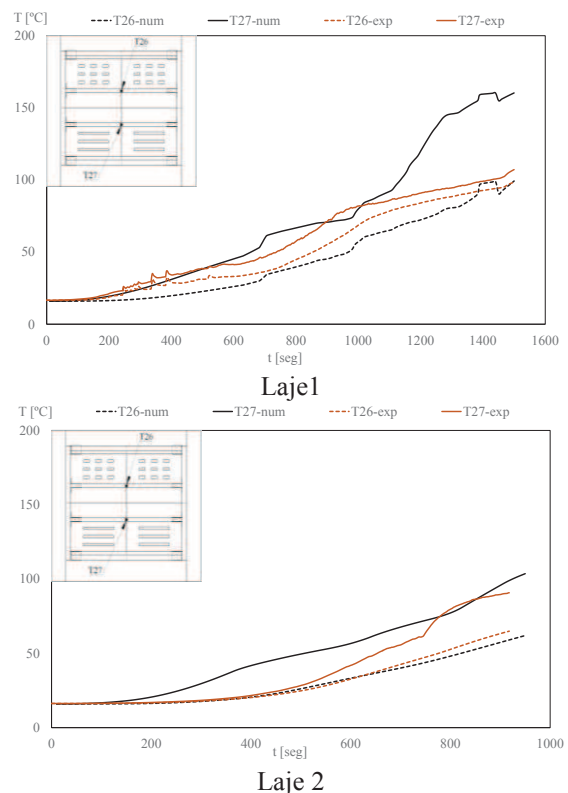 T [ºC] T26-num T27-num T26-exp T27-exp
200
T26
150
100
T27
50
0
0 200 400 600 800 1000 1200 1400 1600
t [seg]
Laje1
T [ºC] T26-num T27-num T26-exp T27-exp
200
T26
150
100
T27
50
0
0 200 400 600 800 1000
t [seg]
Laje 2